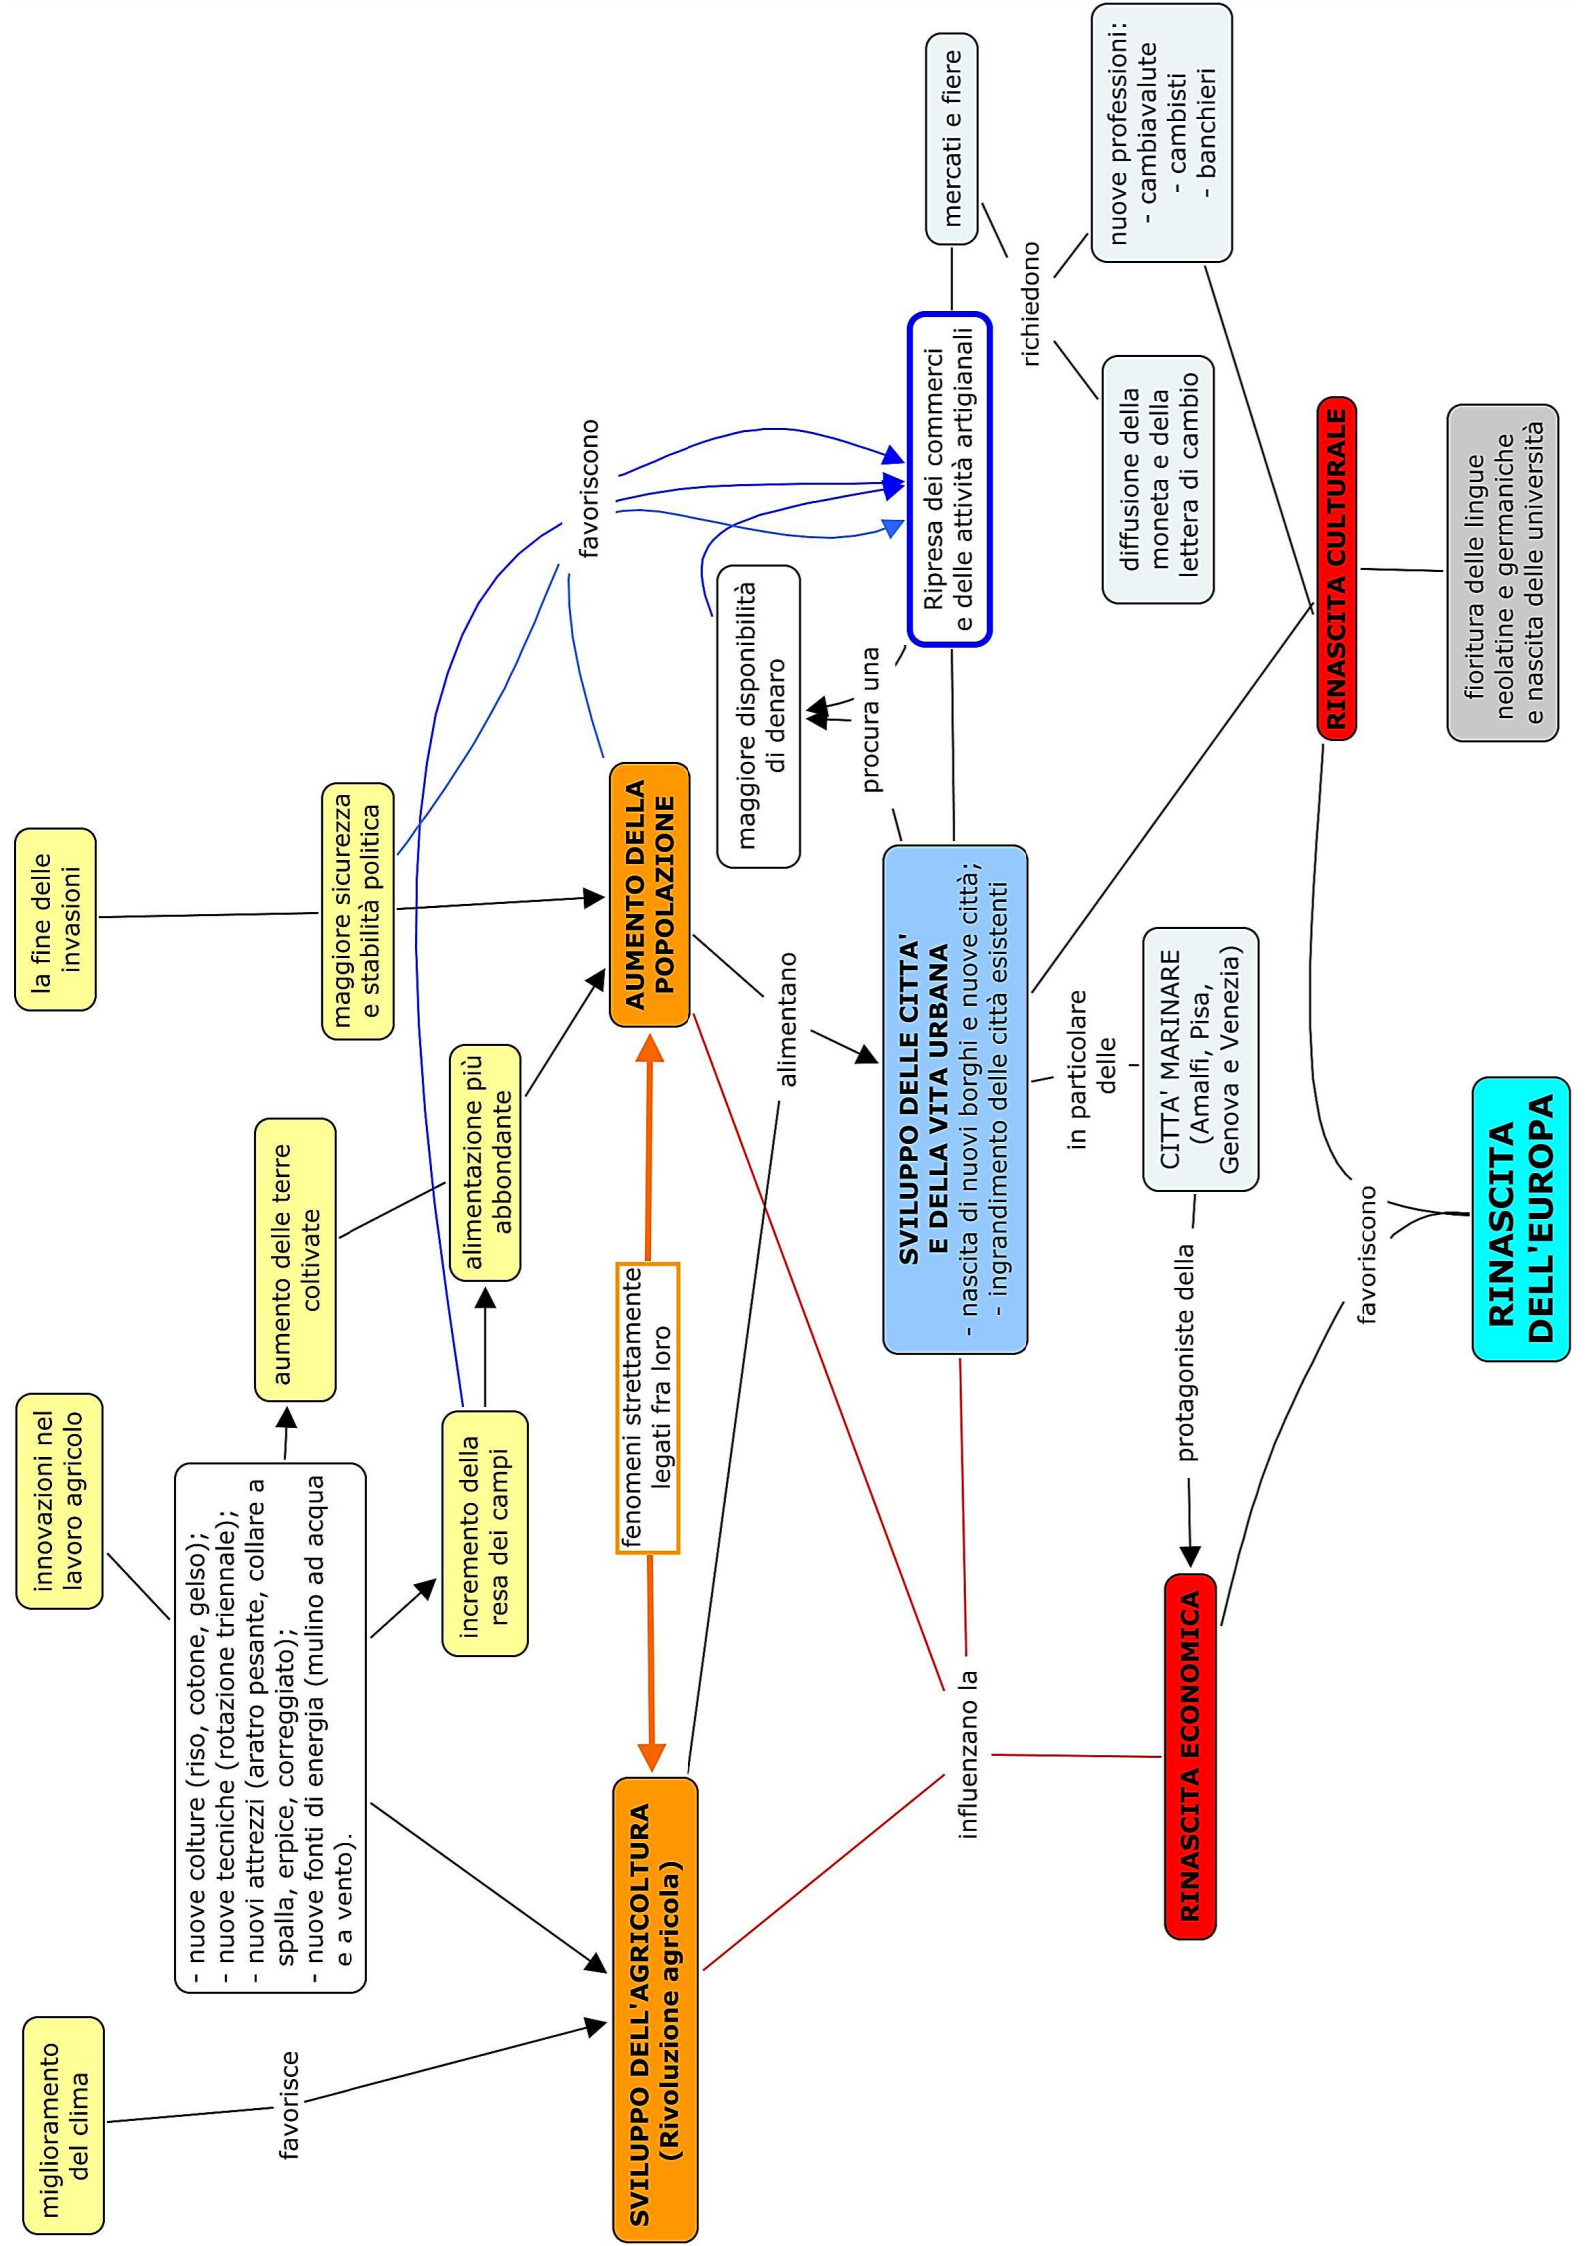 miglioramento
del clima
innovazioni nel
lavoro agricolo
la fine delle
invasioni
- nuove colture (riso, cotone, gelso);
- nuove tecniche (rotazione triennale);
- nuovi attrezzi (aratro pesante, collare a
spalla, erpice, correggiato);
- nuove fonti di energia (mulino ad acqua
e a vento).
favorisce
aumento delle terre
coltivate
maggiore sicurezza
e stabilità politica
incremento della
resa dei campi
alimentazione più
abbondante
favoriscono
SVILUPPO DELL'AGRICOLTURA
(Rivoluzione agricola)
fenomeni strettamente
legati fra loro
AUMENTO DELLA
POPOLAZIONE
maggiore disponibilità
di denaro
alimentano
procura una
SVILUPPO DELLE CITTA'
E DELLA VITA URBANA
- nascita di nuovi borghi e nuove città;
- ingrandimento delle città esistenti
Ripresa dei commerci
e delle attività artigianali
mercati e fiere
influenzano la
in particolare
delle
richiedono
CITTA' MARINARE
(Amalfi, Pisa,
Genova e Venezia)
diffusione della
moneta e della
lettera di cambio
nuove professioni:
- cambiavalute
- cambisti
- banchieri
RINASCITA ECONOMICA
protagoniste della
RINASCITA CULTURALE
favoriscono
fioritura delle lingue
neolatine e germaniche
e nascita delle università
RINASCITA
DELL'EUROPA